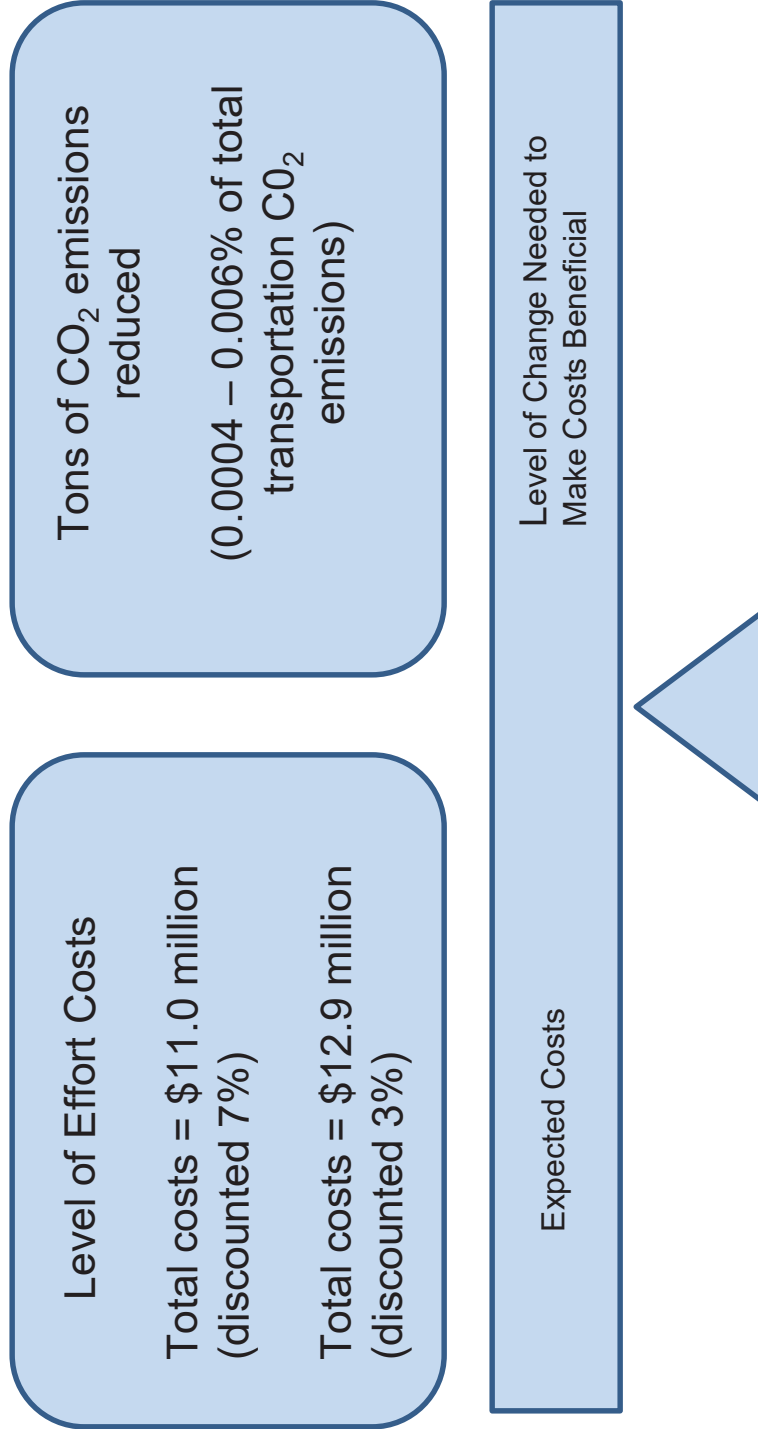 Level of Effort Costs
Total costs = $11.0 million
(discounted 7%)
Total costs = $12.9 million
(discounted 3%)
Tons of CO₂ emissions
reduced
(0.0004 – 0.006% of total
transportation C0₂
emissions)
Expected Costs
Level of Change Needed to
Make Costs Beneficial